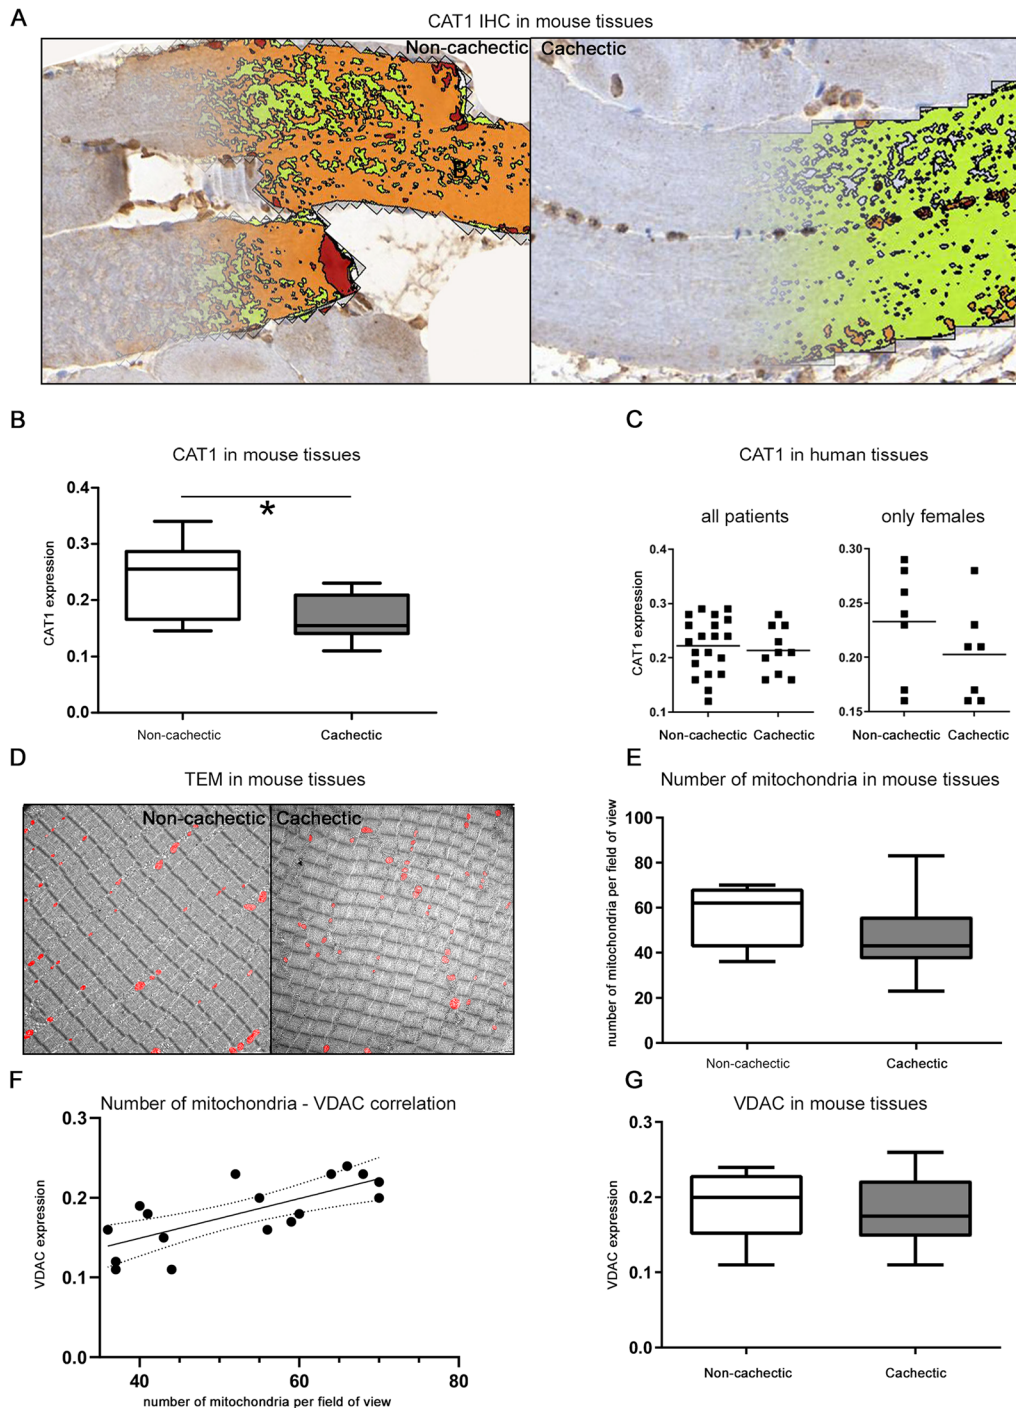 A
CAT1 IHC in mouse tissues
Non-cachectic
Cachectic
B
B
CAT1 in mouse tissues
0.4
0.3
0.2
0.1
0.0
CAT1 expression
*
Non-cachectic
Cachectic
C
CAT1 in human tissues
all patients
0.4
0.3
0.2
0.1
CAT1 expression
Non-cachectic
Cachectic
only females
0.30
0.25
0.20
0.15
Non-cachectic
Cachectic
D
TEM in mouse tissues
Non-cachectic
Cachectic
E
Number of mitochondria in mouse tissues
100
80
60
40
20
0
number of mitochondria per field of view
Non-cachectic
Cachectic
F
Number of mitochondria - VDAC correlation
0.3
0.2
0.1
0.0
VDAC expression
40
60
80
number of mitochondria per field of view
G
VDAC in mouse tissues
0.3
0.2
0.1
0.0
VDAC expression
Non-cachectic
Cachectic